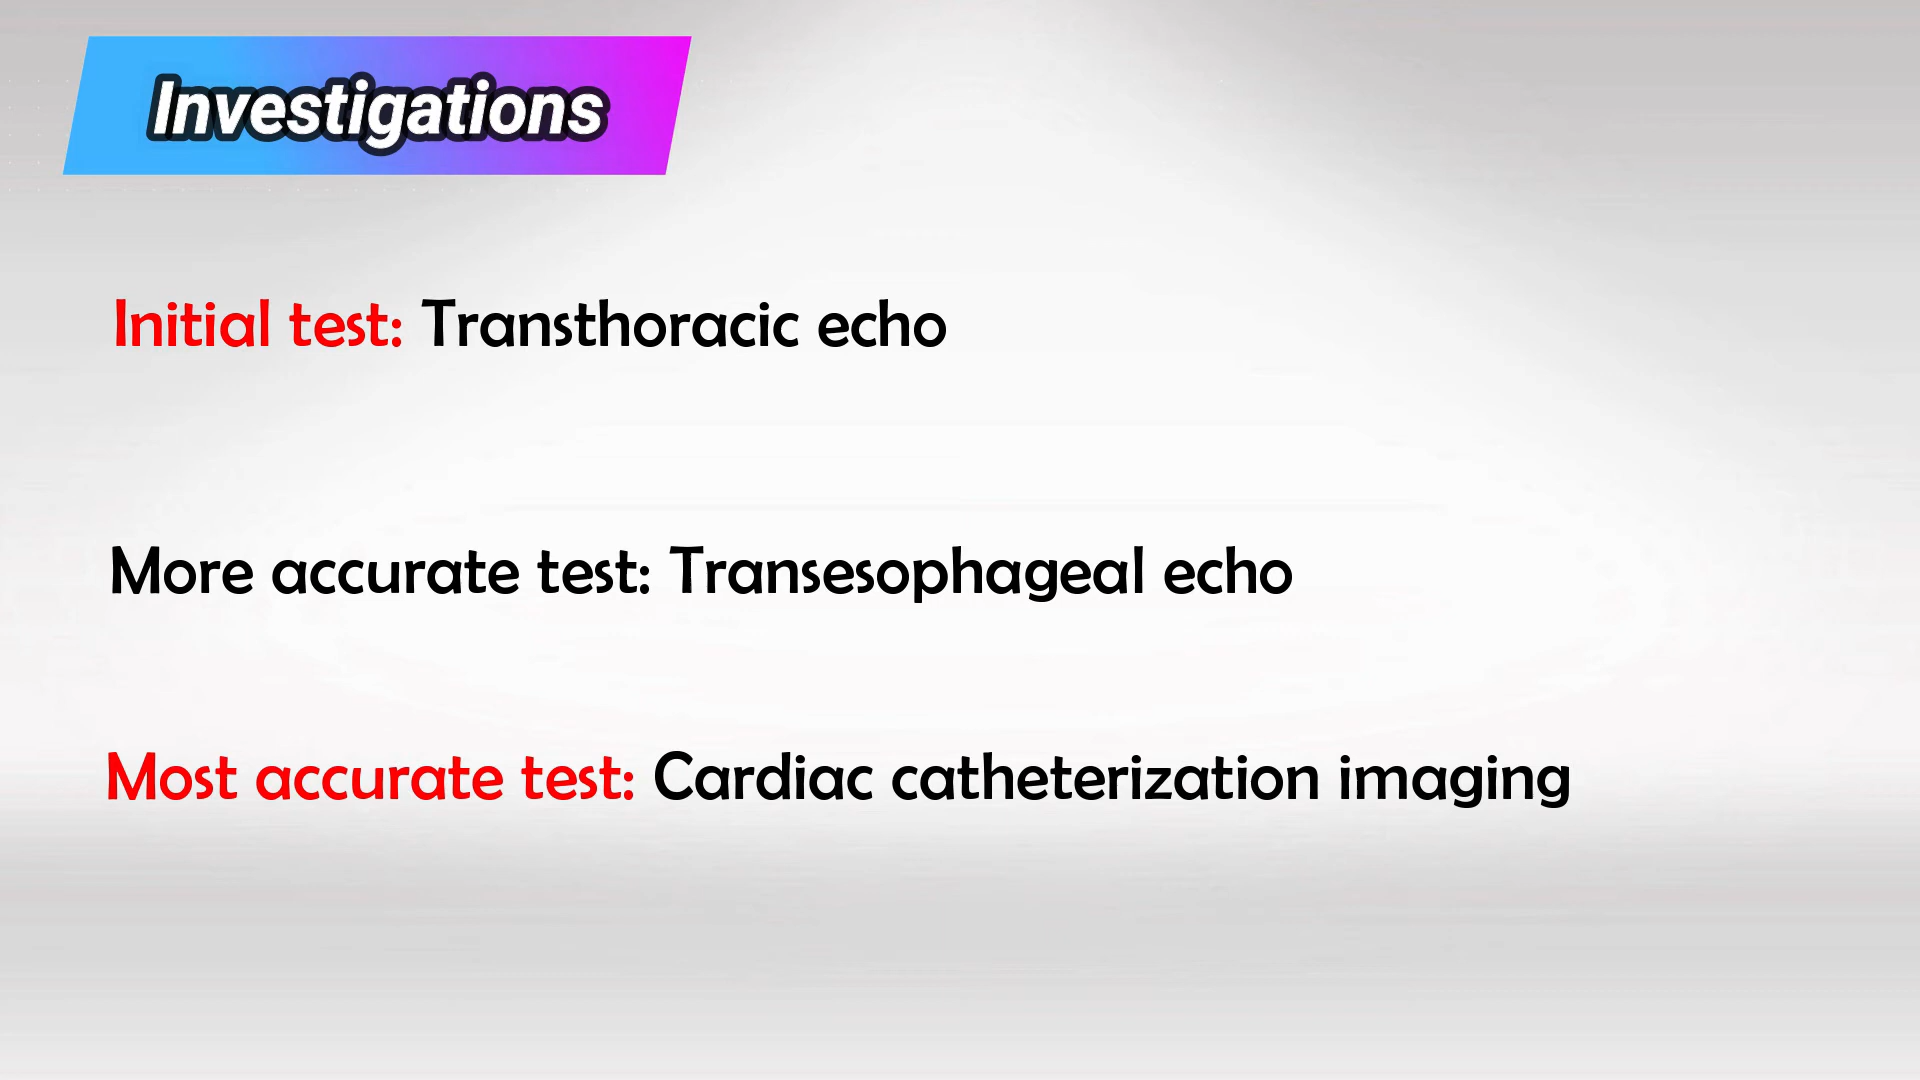 Investigations
Initial test: Transthoracic echo
More accurate test: Transesophageal echo
Most accurate test: Cardiac catheterization imaging